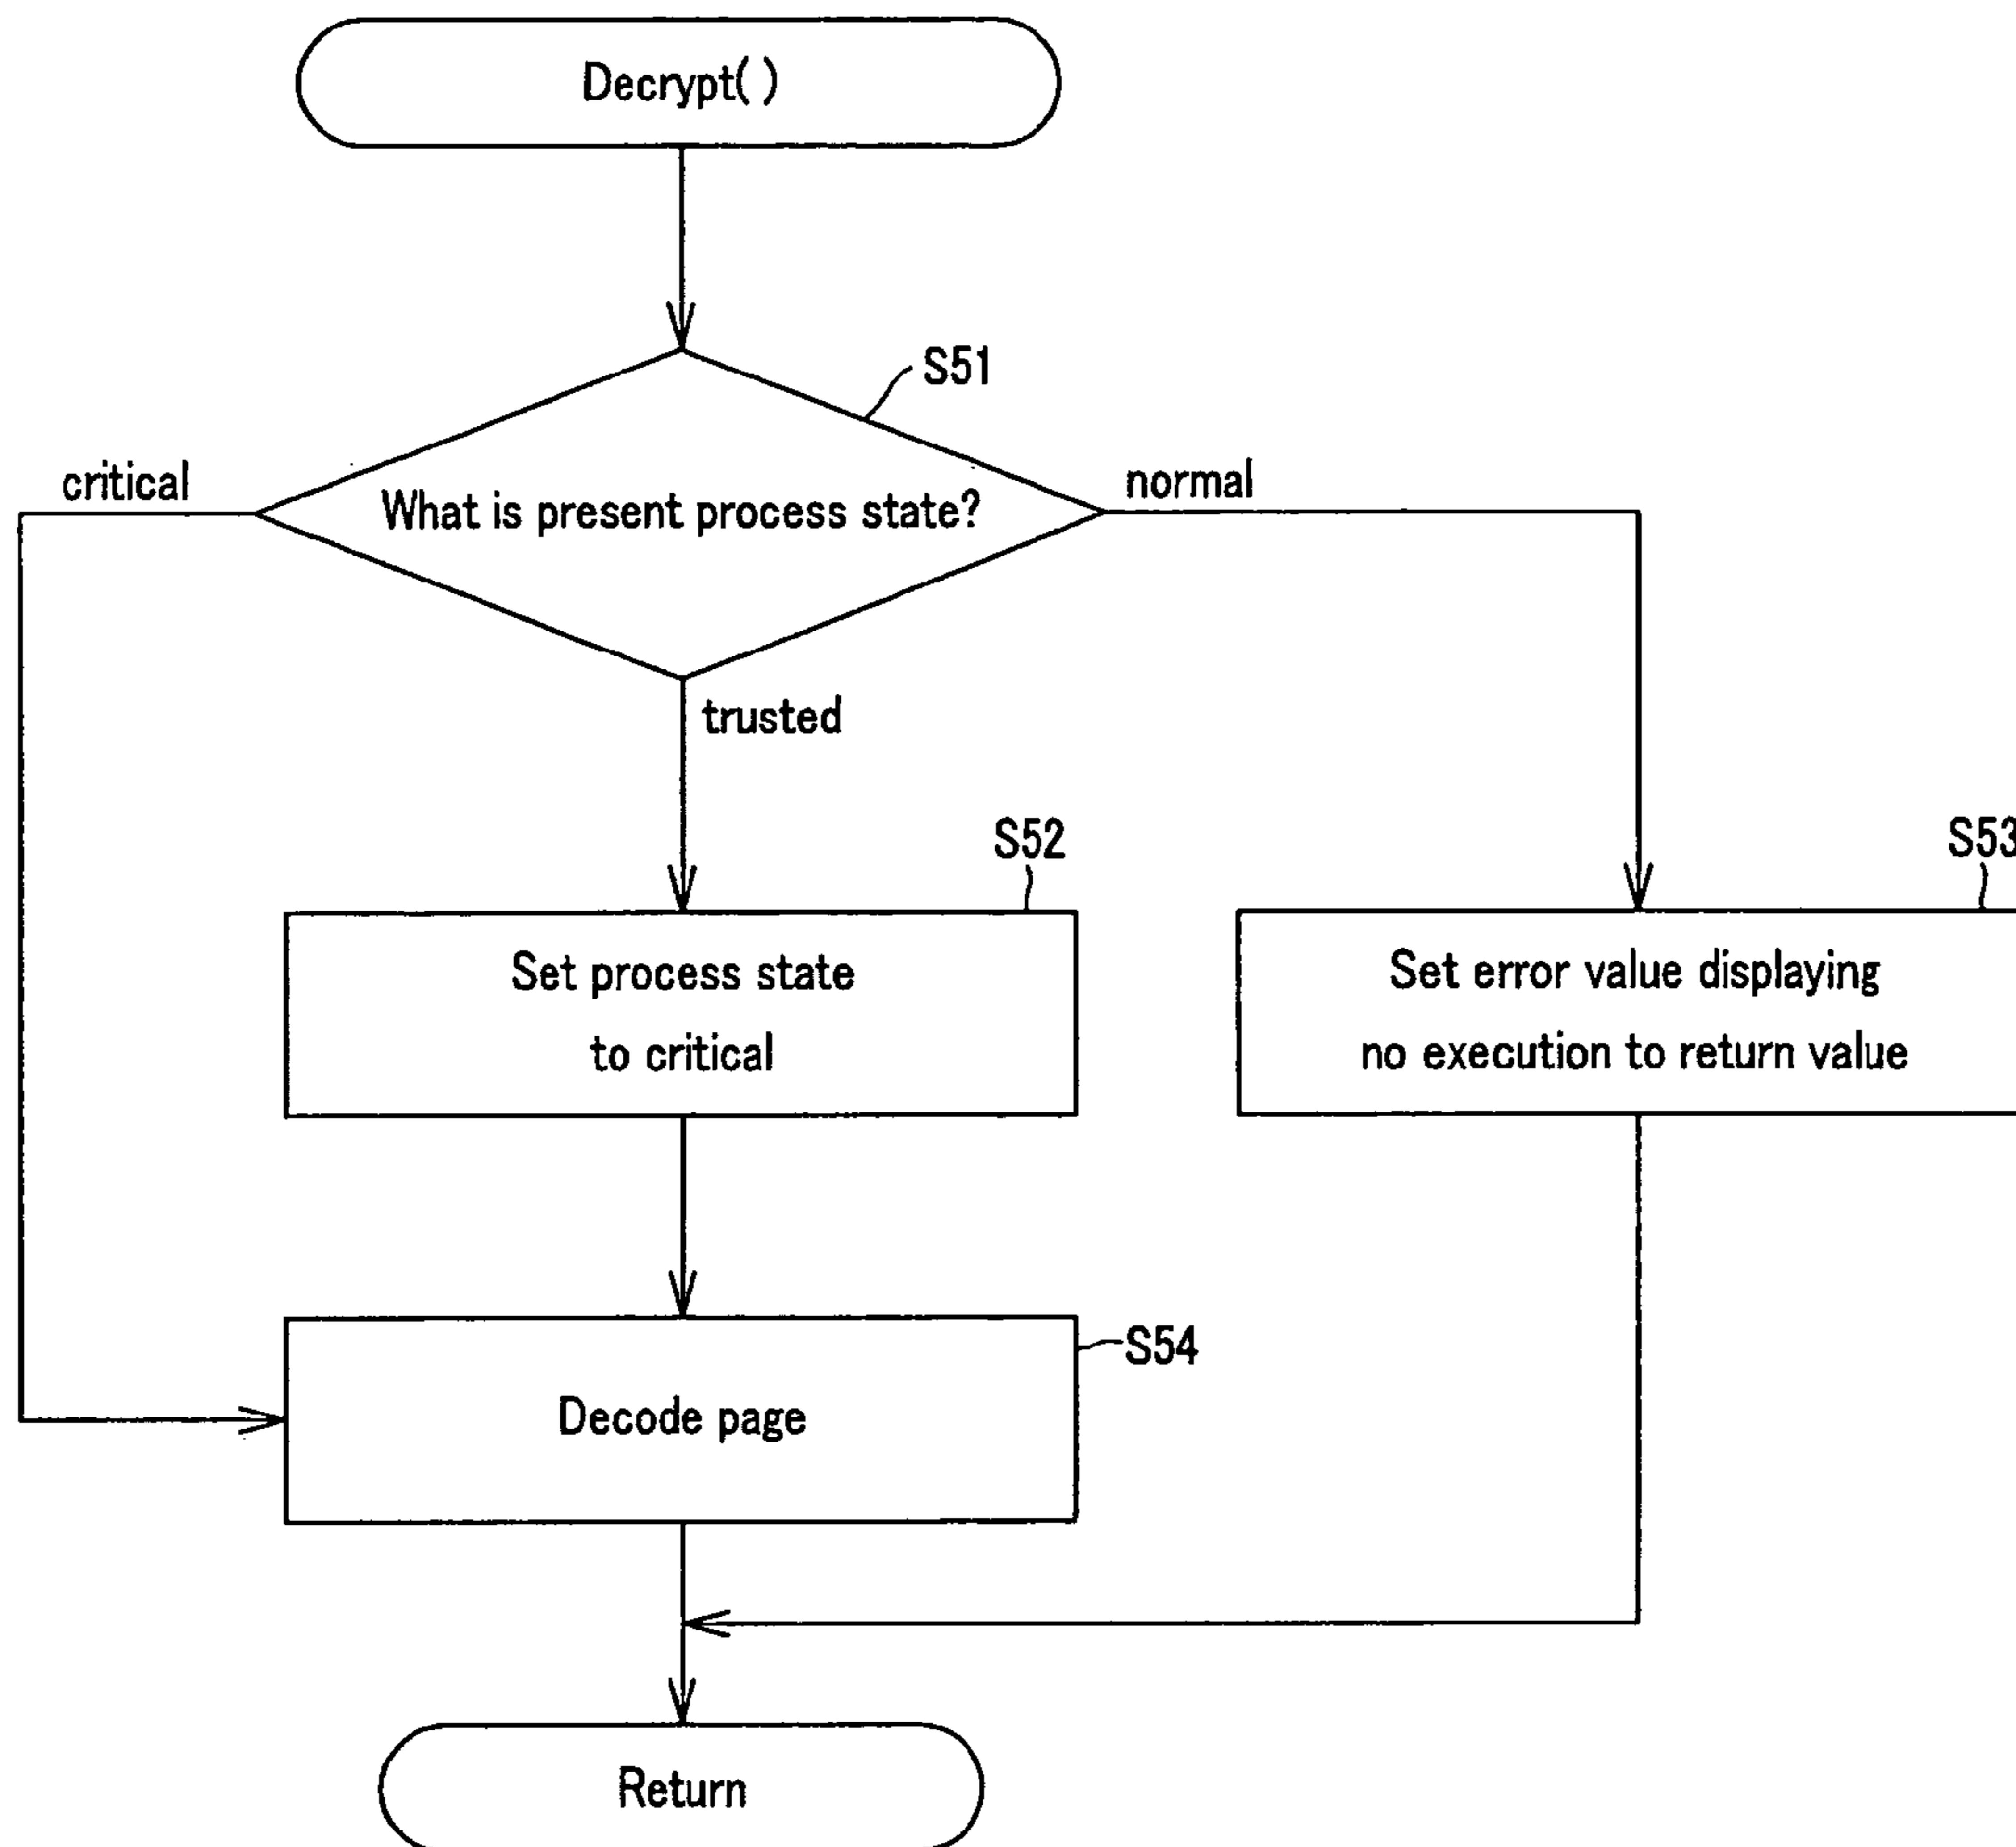 Decrypt( )
S51
critical
What is present process state?
normal
trusted
S52
S53
Set process state
to critical
Set error value displaying
no execution to return value
S54
Decode page
Return